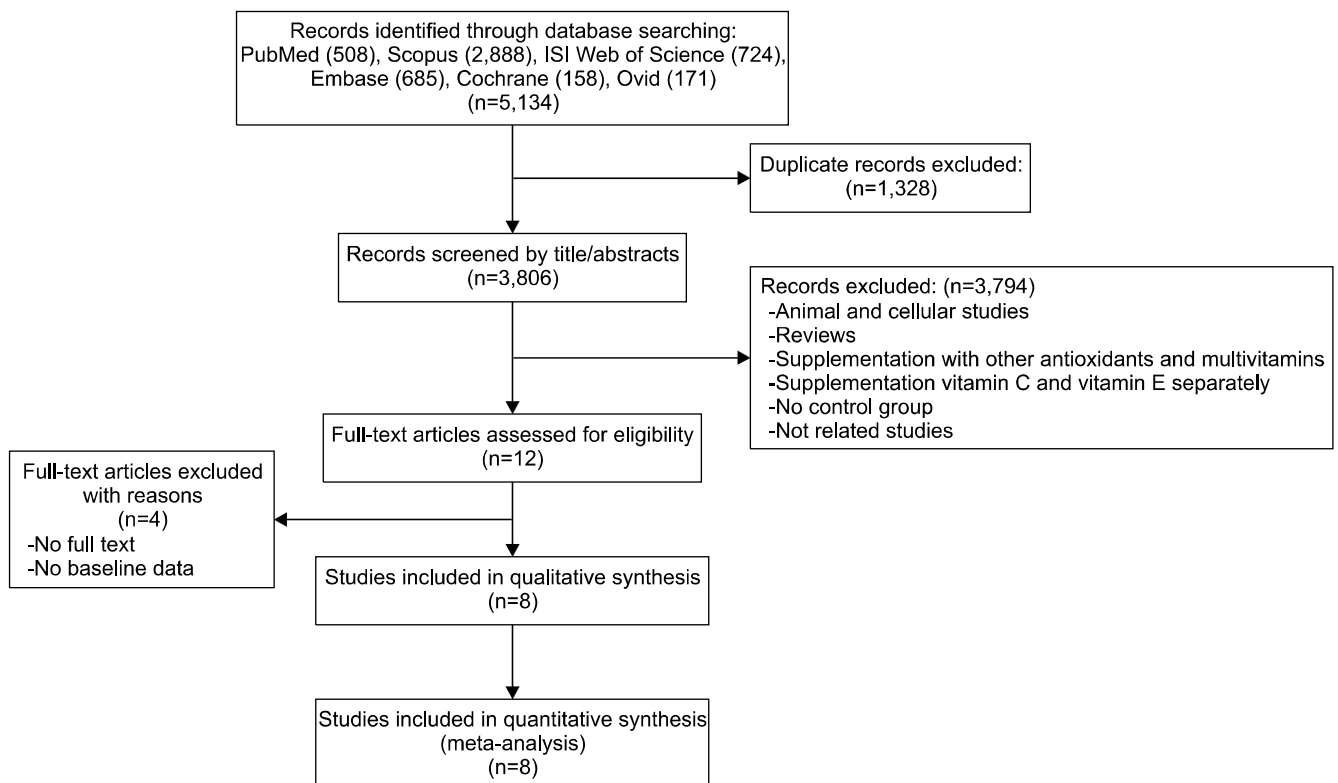 Records identified through database searching:
PubMed (508), Scopus (2,888), ISI Web of Science (724),
Embase (685), Cochrane (158), Ovid (171)
(n=5,134)
Duplicate records excluded:
(n=1,328)
Records screened by title/abstracts
(n=3,806)
Records excluded: (n=3,794)
-Animal and cellular studies
-Reviews
-Supplementation with other antioxidants and multivitamins
-Supplementation vitamin C and vitamin E separately
-No control group
-Not related studies
Full-text articles assessed for eligibility
(n=12)
Full-text articles excluded
with reasons
(n=4)
-No full text
-No baseline data
Studies included in qualitative synthesis
(n=8)
Studies included in quantitative synthesis
(meta-analysis)
(n=8)